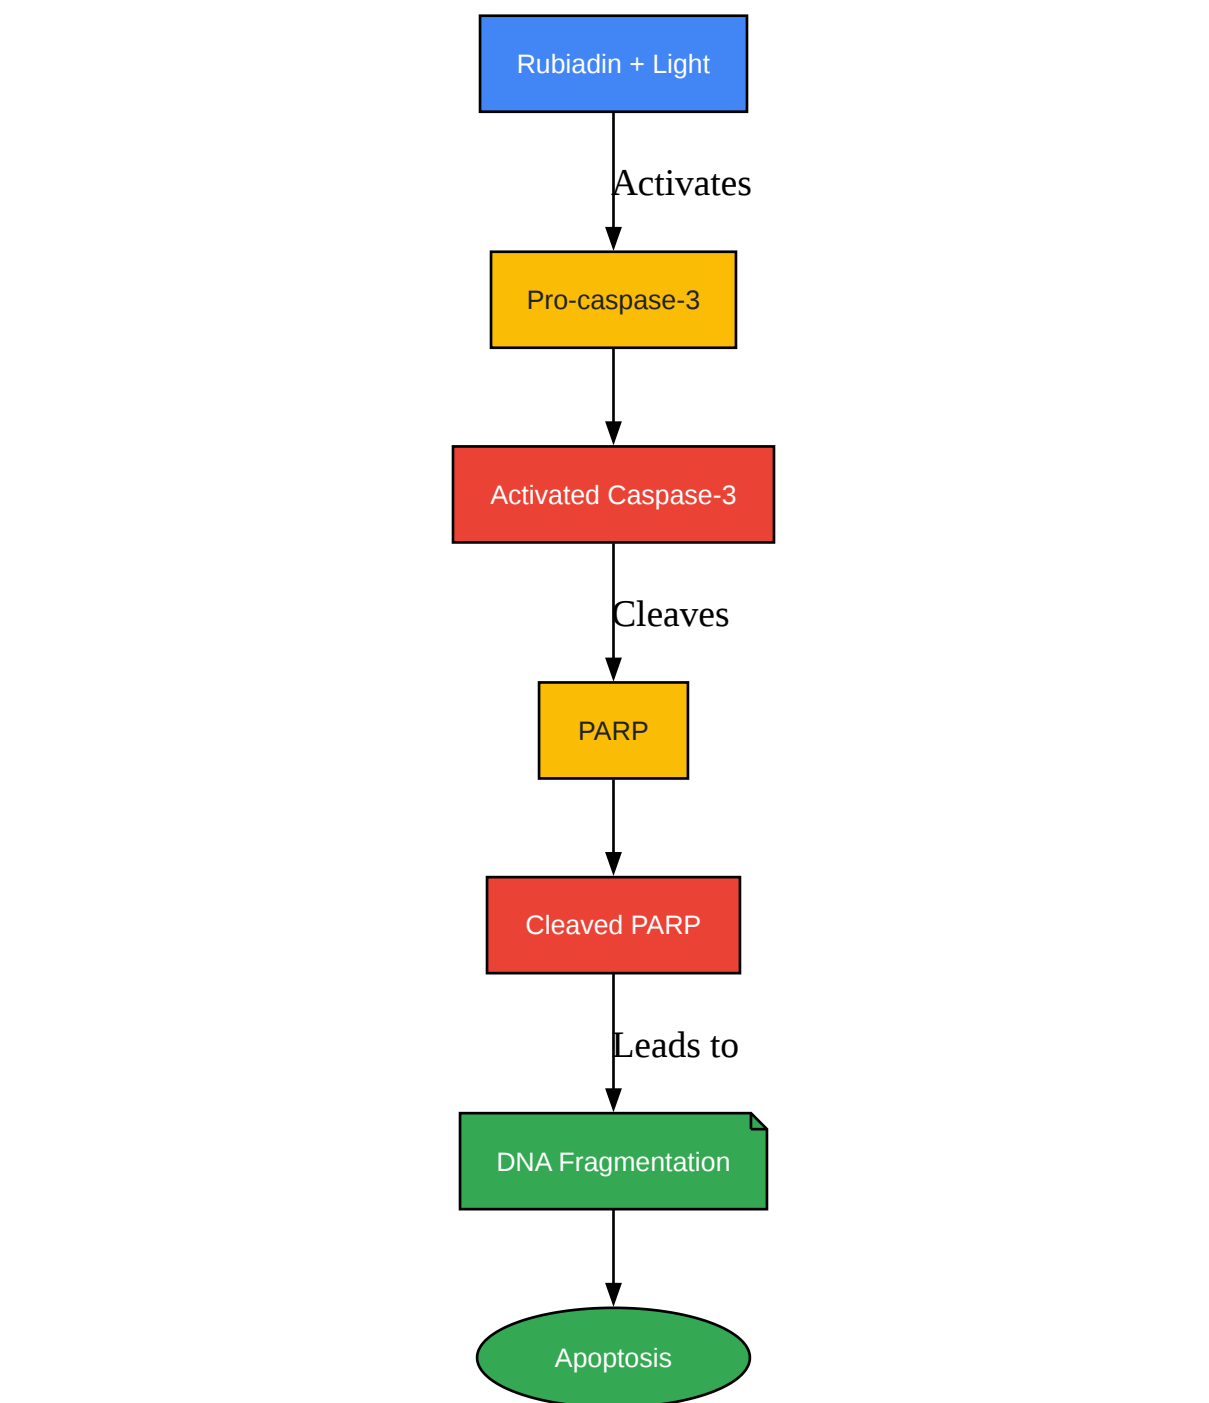 Rubiadin + Light
Activates
Pro-caspase-3
Activated Caspase-3
Cleaves
PARP
Cleaved PARP
Leads to
DNA Fragmentation
Apoptosis